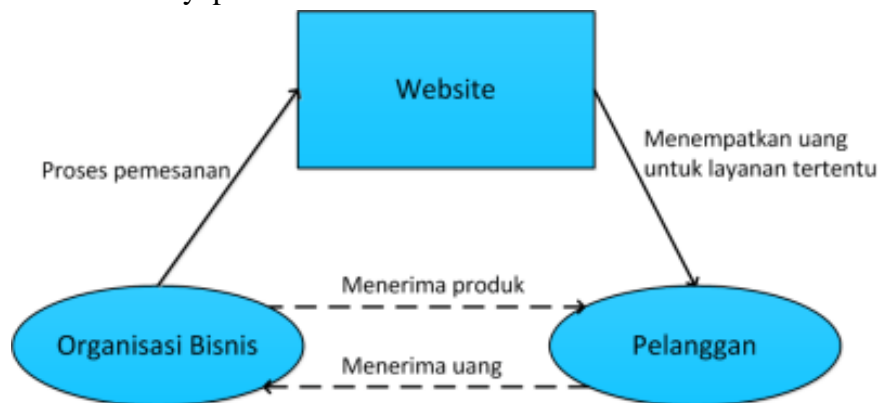 Website
Proses pemesanan
Menempatkan uang
untuk layanan tertentu
Menerima produk
Organisasi Bisnis
Pelanggan
Menerima uang